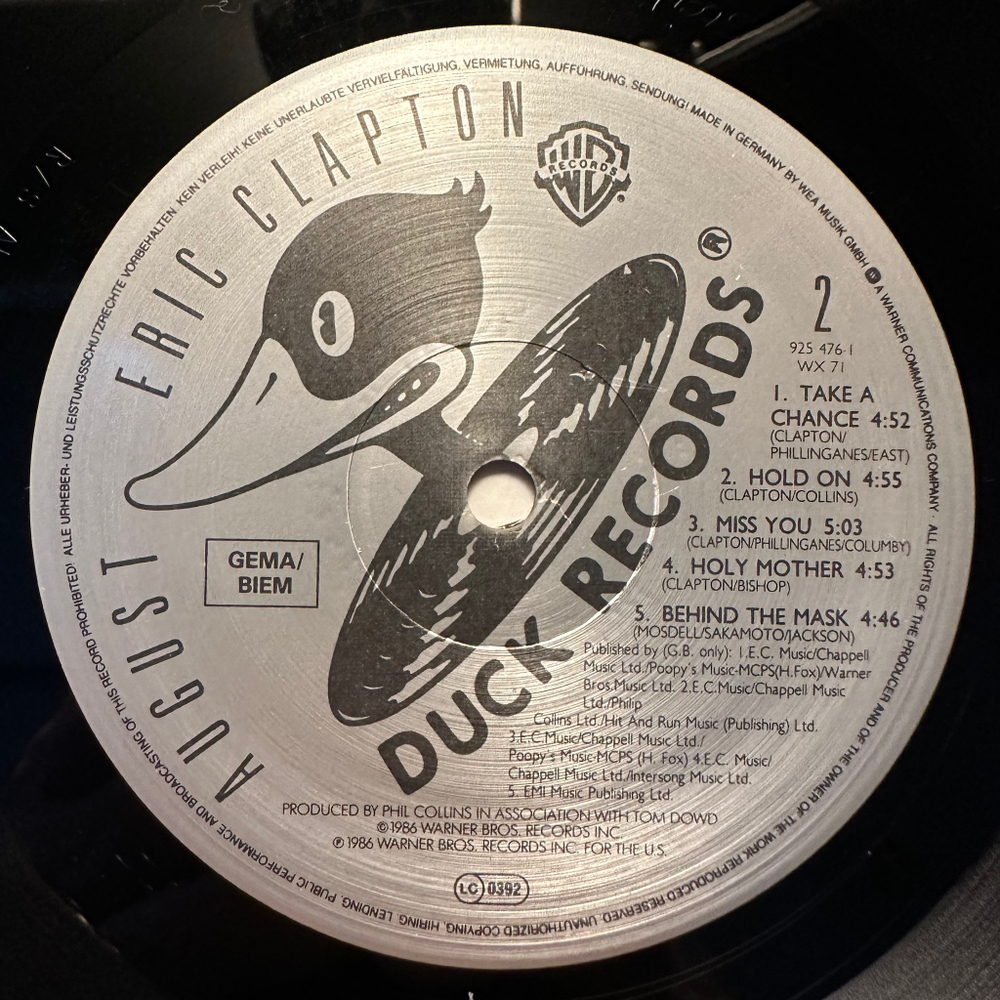 ALLE URHEBER- UND LEISTUNGSSCHUTZRECHTE VORBEHALTEN. KEIN VERLEIH! KEINE UNERLAUBTE VERVIELFÄLTIGUNG, VERMIETUNG, AUFFÜHRUNG, SENDUNG! MADE IN GERMANY BY WEA MUSIK GMBH A WARNER COMMUNICATIONS COMPANY · ALL RIGHTS OF THE PRODUCER AND OF THE OWNER OF THE WORK REPRODUCED RESERVED. UNAUTHORIZED COPYING, HIRING, LENDING, PUBLIC PERFORMANCE AND BROADCASTING OF THIS RECORD PROHIBITED!
ERIC CLAPTON
AUGUST
WB
RECORDS
DUCK RECORDS®
2
925 476-1
WX 71
1. TAKE A
CHANCE 4:52
(CLAPTON/
PHILLINGANES/EAST)
2. HOLD ON 4:55
(CLAPTON/COLLINS)
3. MISS YOU 5:03
(CLAPTON/PHILLINGANES/COLUMBY)
4. HOLY MOTHER 4:53
(CLAPTON/BISHOP)
5. BEHIND THE MASK 4:46
(MOSDELL/SAKAMOTO/JACKSON)
GEMA/
BIEM
Published by (G.B. only): 1.E.C. Music/Chappell
Music Ltd./Poopy's Music-MCPS(H.Fox)/Warner
Bros.Music Ltd. 2.E.C.Music/Chappell Music
Ltd./Philip
Collins Ltd./Hit And Run Music (Publishing) Ltd.
3.E.C.Music/Chappell Music Ltd./
Poopy's Music-MCPS (H. Fox) 4.E.C. Music/
Chappell Music Ltd./Intersong Music Ltd.
5. EMI Music Publishing Ltd.
PRODUCED BY PHIL COLLINS IN ASSOCIATION WITH TOM DOWD
©1986 WARNER BROS. RECORDS INC.
℗1986 WARNER BROS. RECORDS INC. FOR THE U.S.
LC 0392